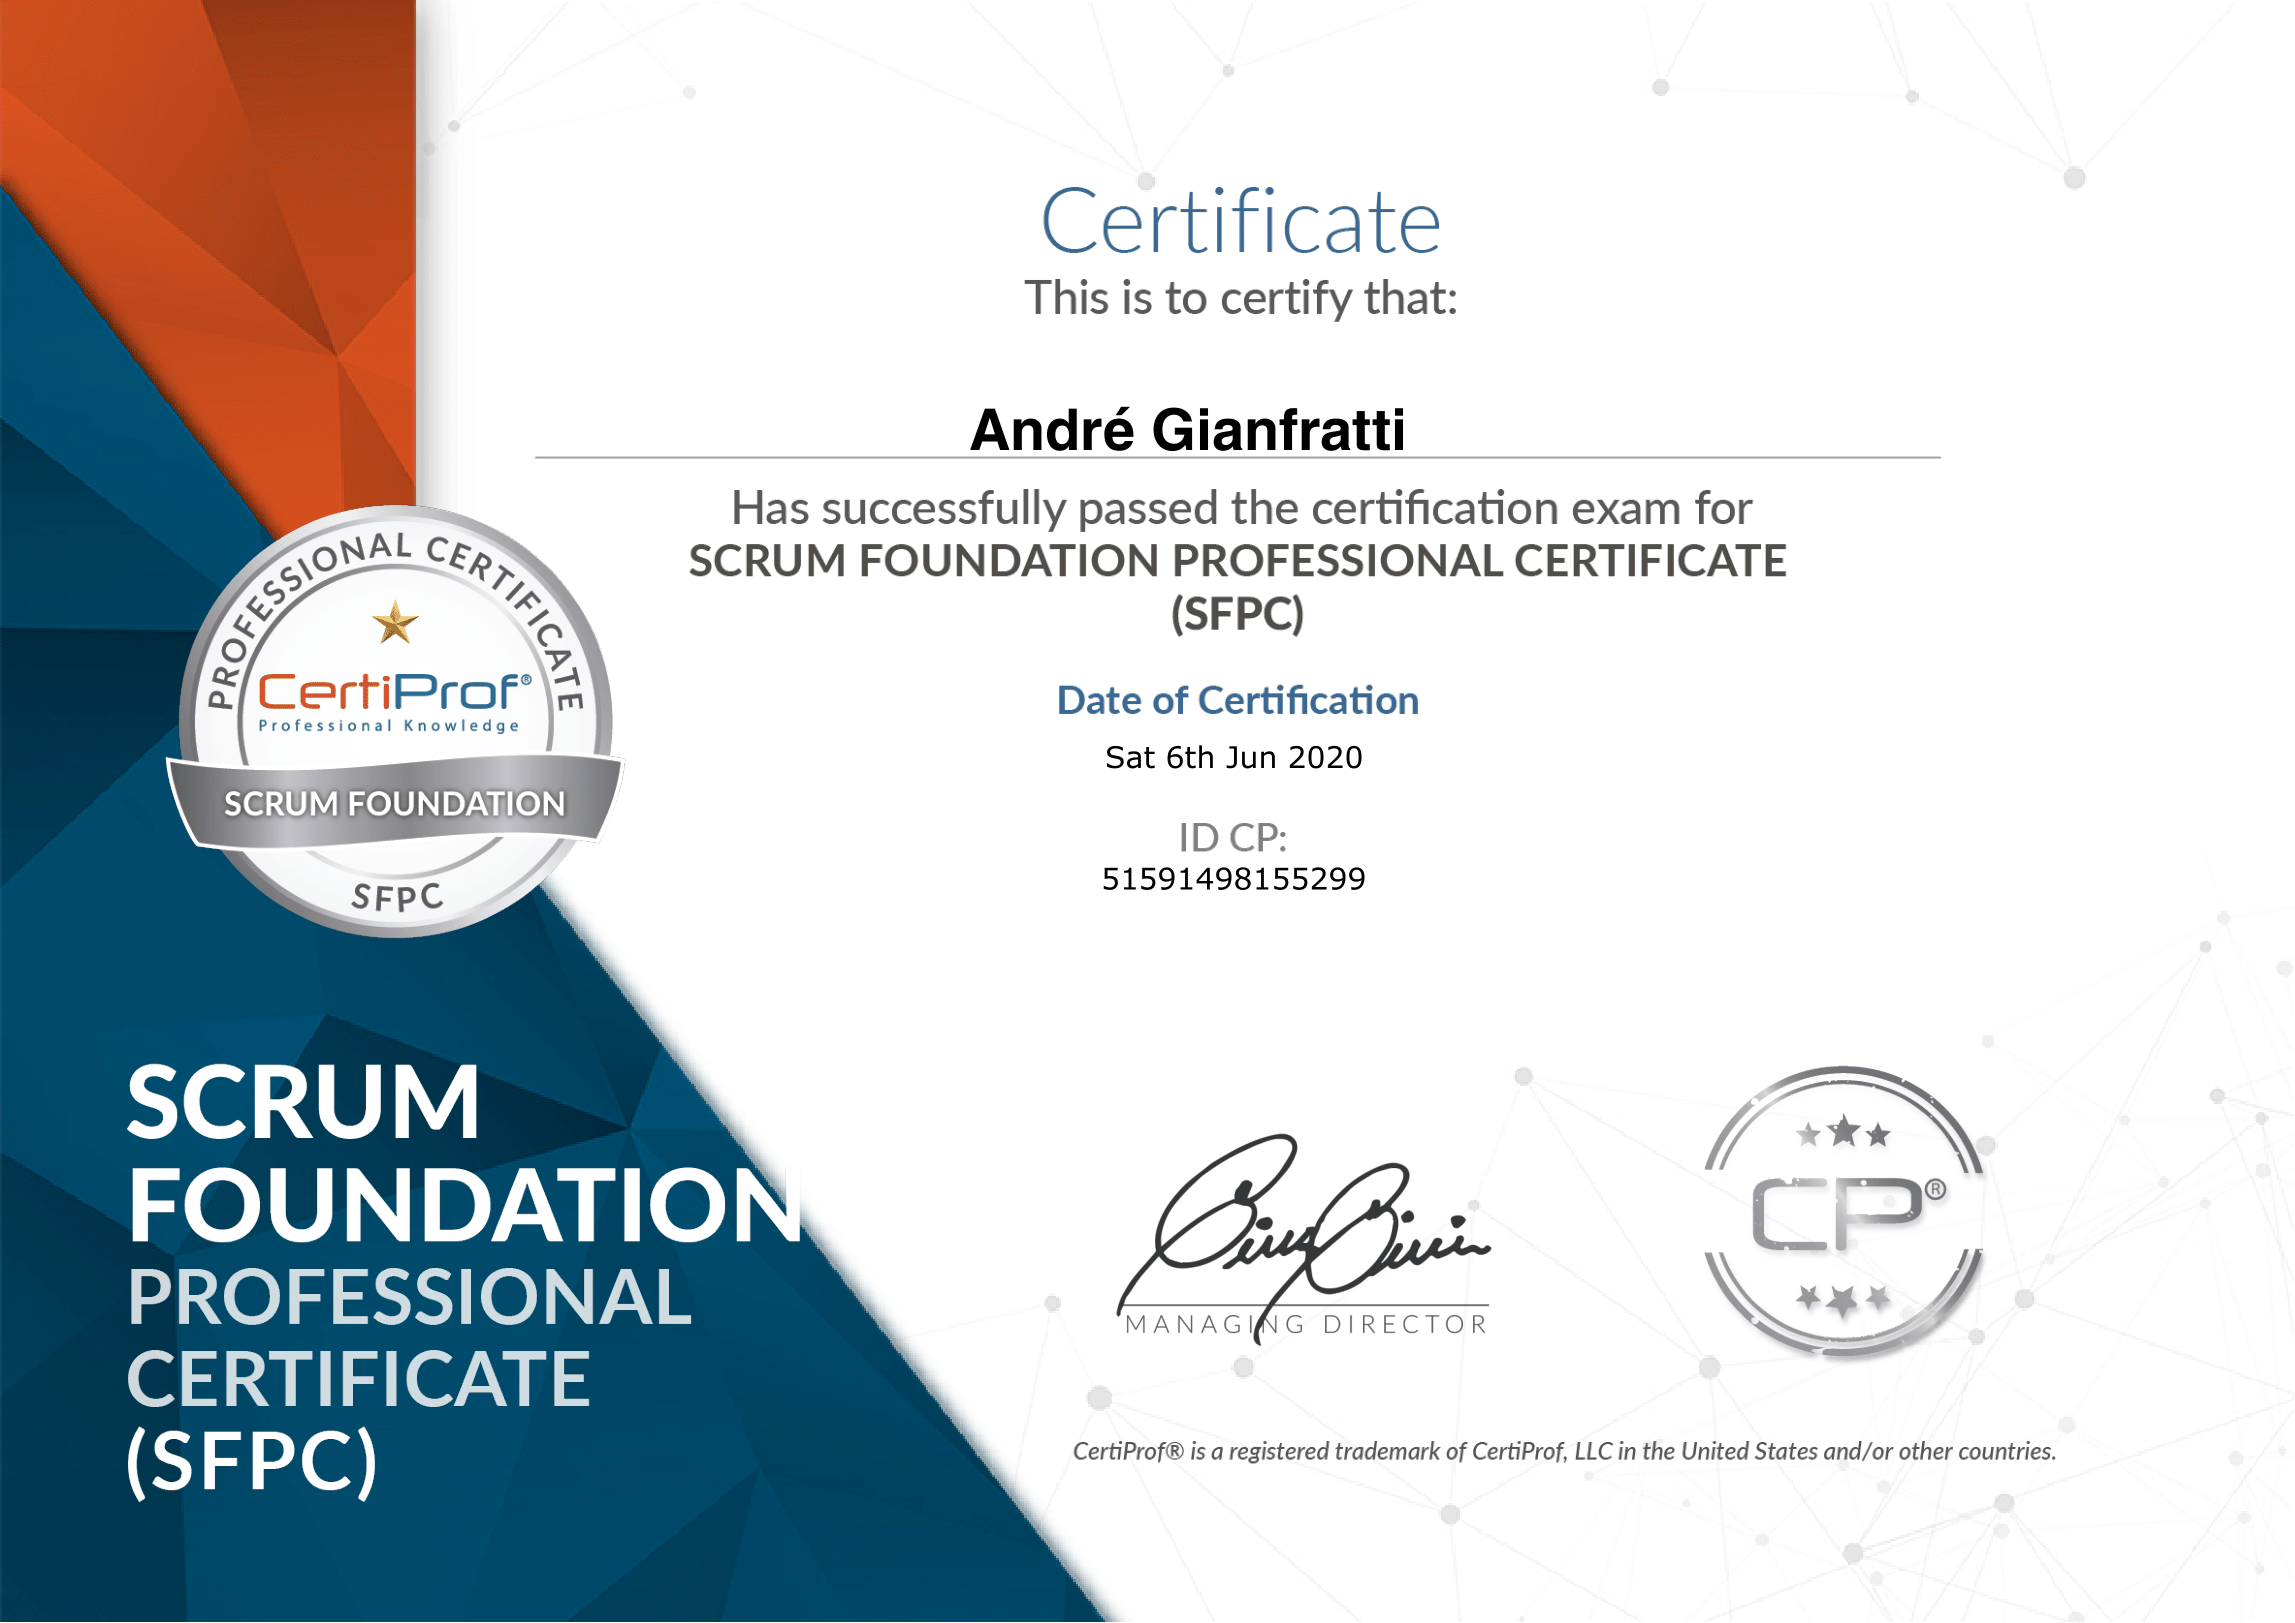 Certificate
This is to certify that:
André Gianfratti
Has successfully passed the certification exam for
SCRUM FOUNDATION PROFESSIONAL CERTIFICATE
(SFPC)
Date of Certification
Sat 6th Jun 2020
ID CP:
51591498155299
PROFESSIONAL CERTIFICATE
CertiProf®
Professional Knowledge
SCRUM FOUNDATION
SFPC
SCRUM
FOUNDATION
PROFESSIONAL
CERTIFICATE
(SFPC)
MANAGING DIRECTOR
CP®
CertiProf® is a registered trademark of CertiProf, LLC in the United States and/or other countries.